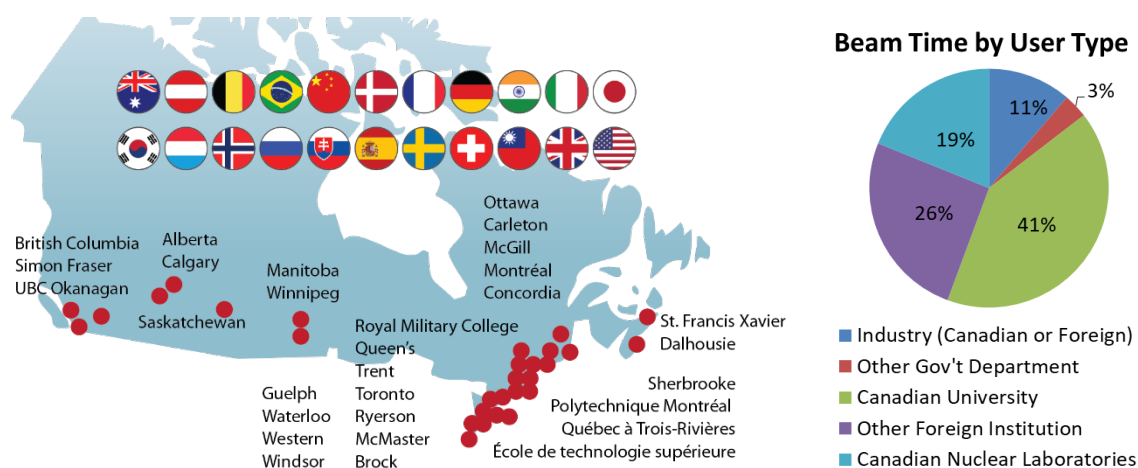 British Columbia
Simon Fraser
UBC Okanagan
Alberta
Calgary
Saskatchewan
Manitoba
Winnipeg
Guelph
Waterloo
Western
Windsor
Royal Military College
Queen's
Trent
Toronto
Ryerson
McMaster
Brock
Ottawa
Carleton
McGill
Montréal
Concordia
St. Francis Xavier
Dalhousie
Sherbrooke
Polytechnique Montréal
Québec à Trois-Rivières
École de technologie supérieure
Beam Time by User Type
11%
3%
41%
26%
19%
Industry (Canadian or Foreign)
Other Gov't Department
Canadian University
Other Foreign Institution
Canadian Nuclear Laboratories